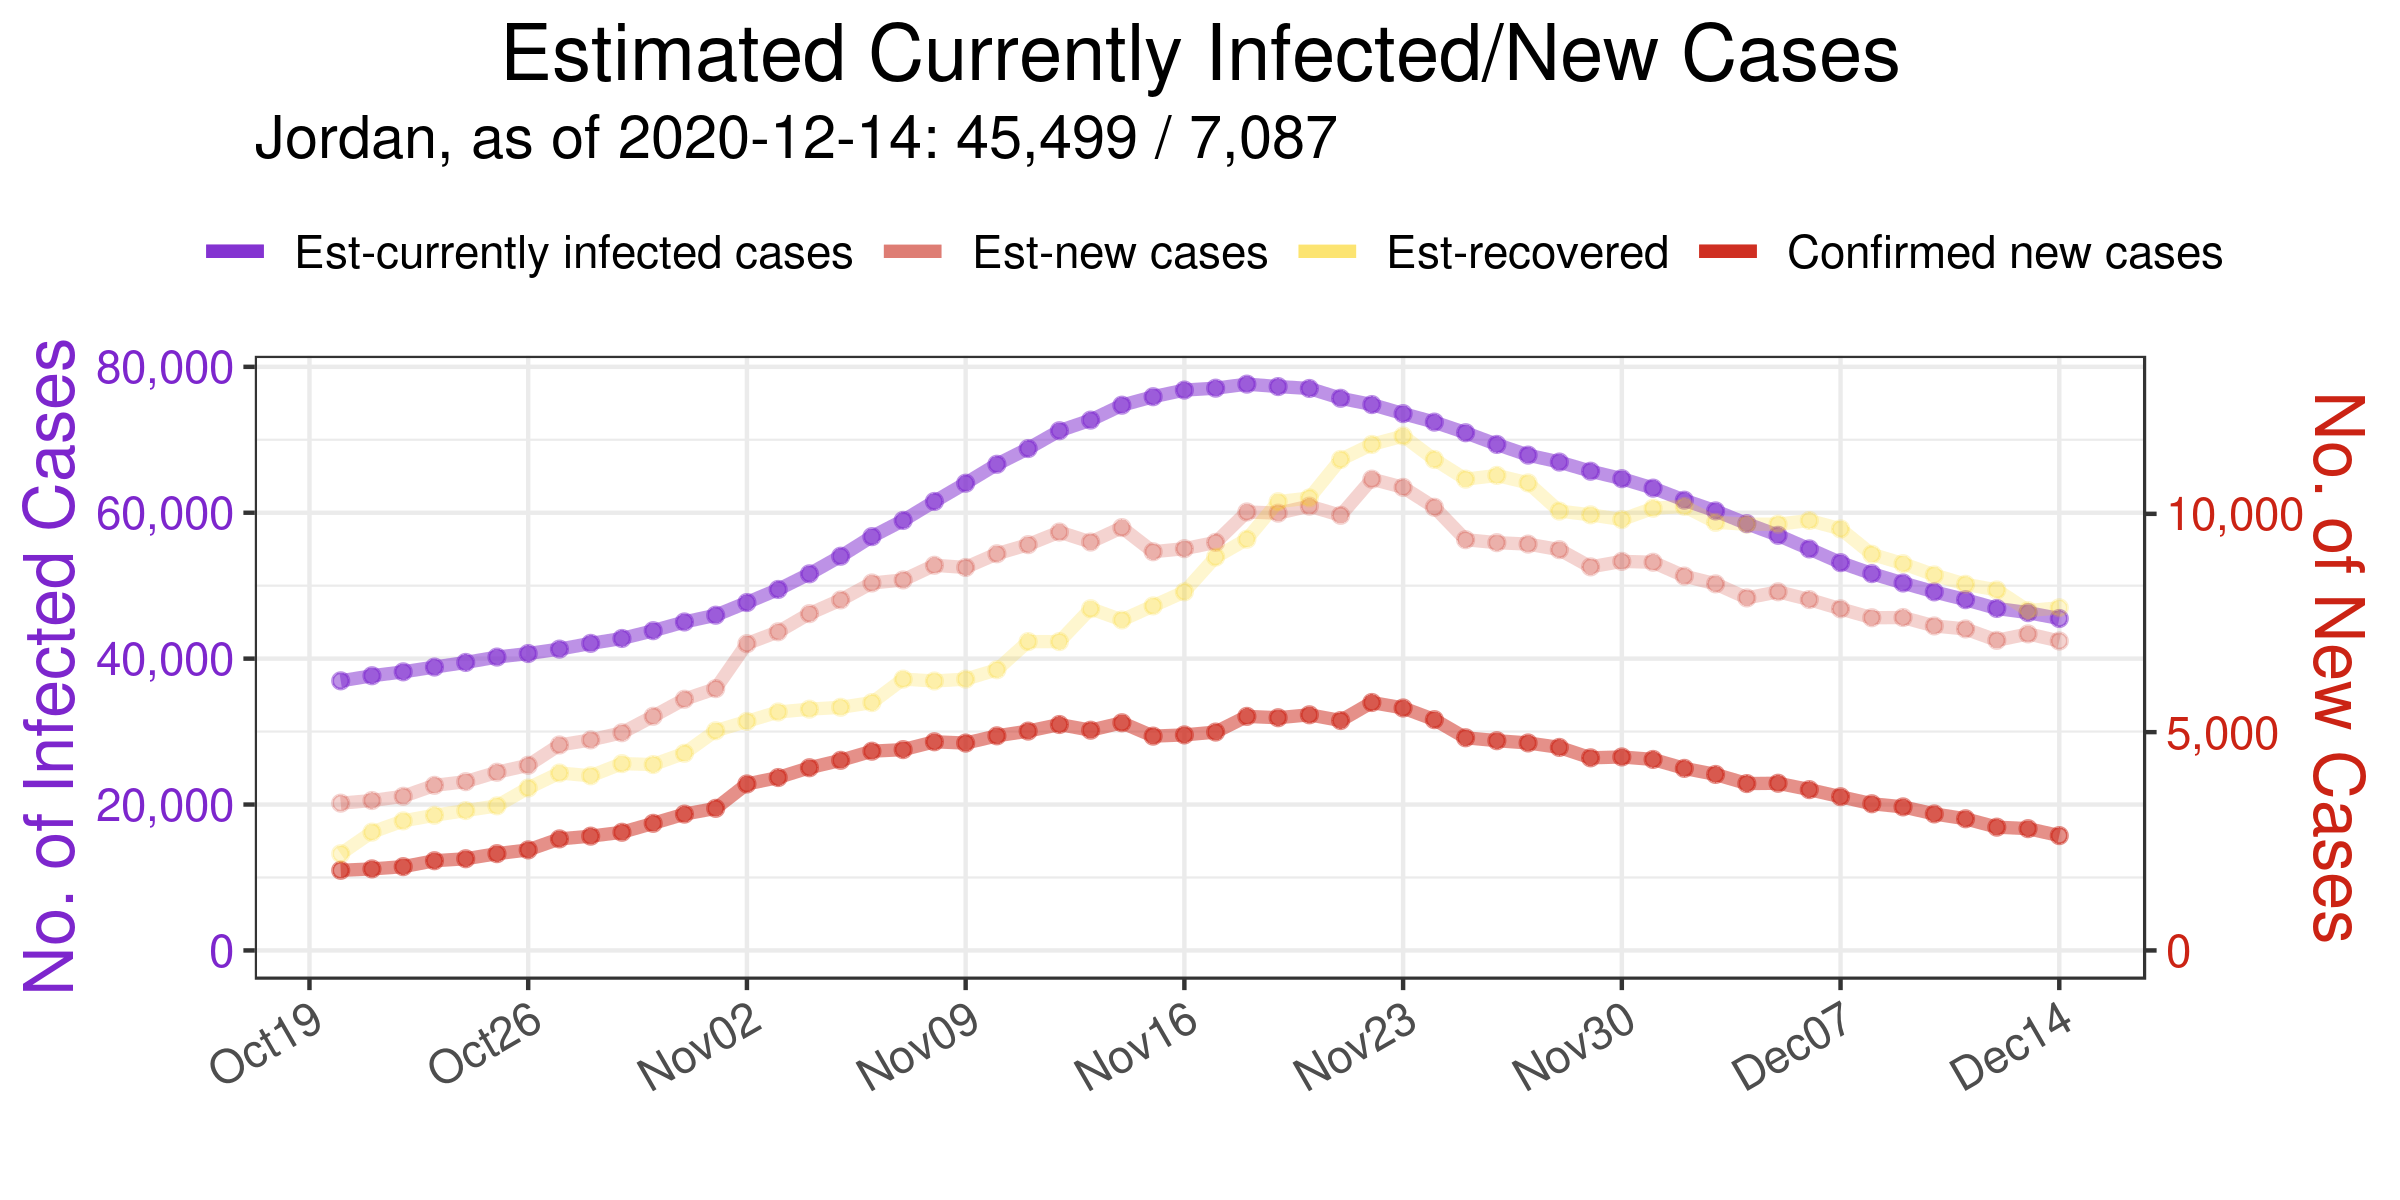 Estimated Currently Infected/New Cases
Jordan, as of 2020-12-14: 45,499 / 7,087
Est-currently infected cases Est-new cases Est-recovered Confirmed new cases
No. of Infected Cases
80,000
60,000
40,000
20,000
0
10,000
5,000
0
No. of New Cases
Oct19 Oct26 Nov02 Nov09 Nov16 Nov23 Nov30 Dec07 Dec14